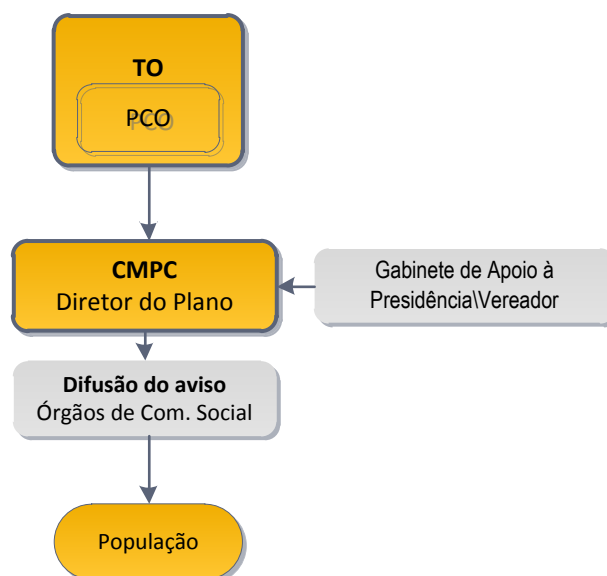 TO
PCO
CMPC
Diretor do Plano
Gabinete de Apoio à
Presidência\Vereador
Difusão do aviso
Órgãos de Com. Social
População